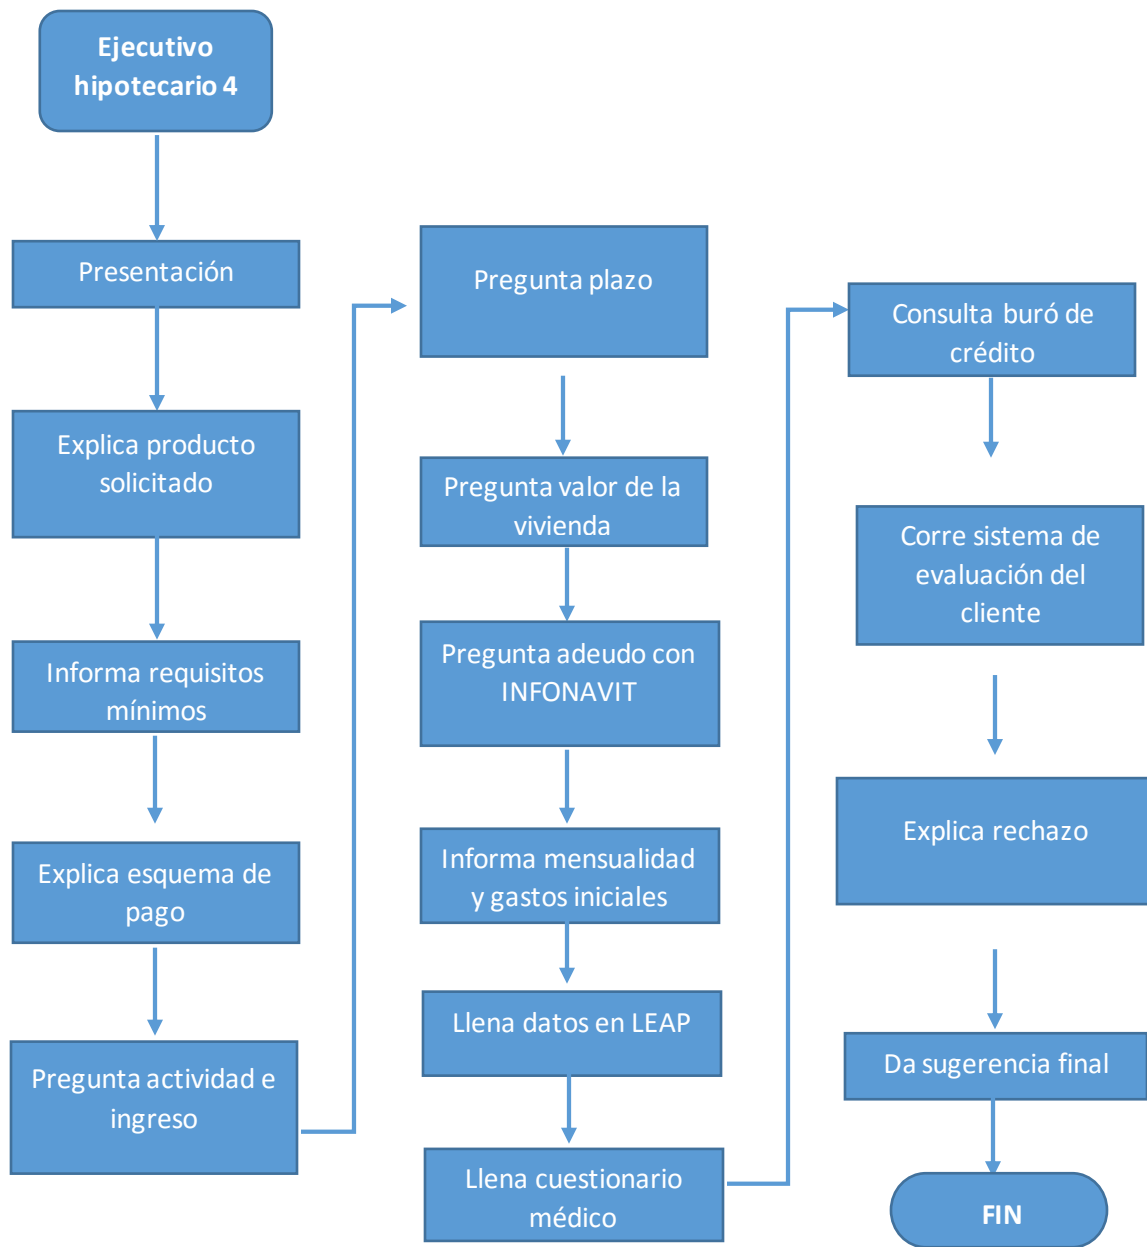 Ejecutivo
hipotecario 4
Presentación
Explica producto
solicitado
Informa requisitos
mínimos
Explica esquema de
pago
Pregunta actividad e
ingreso
Pregunta plazo
Pregunta valor de la
vivienda
Pregunta adeudo con
INFONAVIT
Informa mensualidad
y gastos iniciales
Llena datos en LEAP
Llena cuestionario
médico
Consulta buró de
crédito
Corre sistema de
evaluación del
cliente
Explica rechazo
Da sugerencia final
FIN